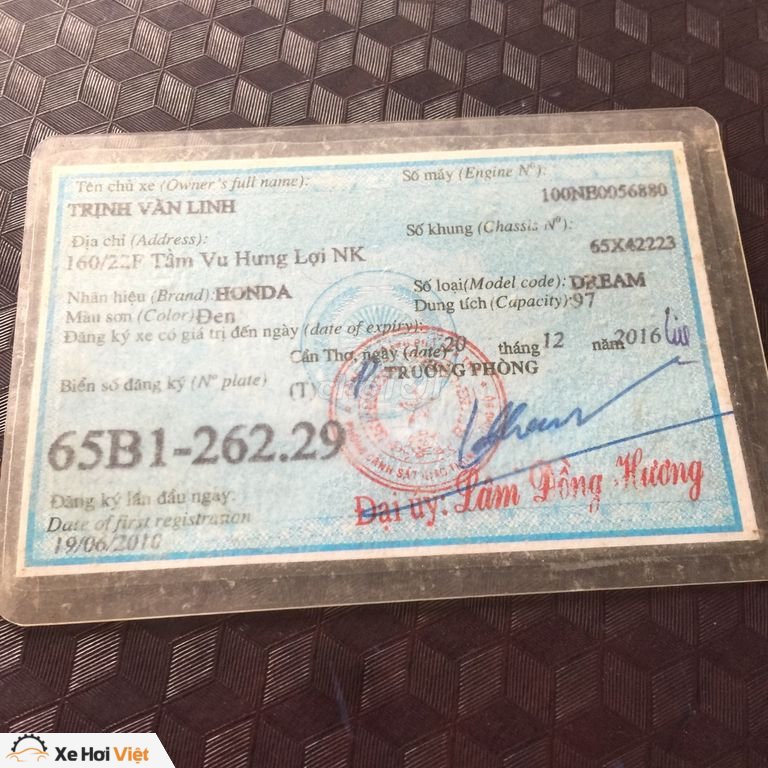 Tên chủ xe (Owner's full name):
TRỊNH VĂN LINH
Số máy (Engine Nº):
100NE0056880
Địa chỉ (Address):
160/22F Tầm Vu Hưng Lợi NK
Số khung (Chassis Nº):
65X42223
Nhãn hiệu (Brand): HONDA
Số loại(Model code): DREAM
Màu sơn (Color) Đen
Dung tích (Capacity): 97
Đăng ký xe có giá trị đến ngày (date of expiry):
Cần Thơ, ngày (date) 20 tháng 12 năm 2016
Biển số đăng ký (Nº plate) (T)
TRƯỞNG PHÒNG
65B1-262.29
Đăng ký lần đầu ngày:
Date of first registration
19/06/2010
Đại úy: Lâm Đồng Hương
Xe Hơi Việt